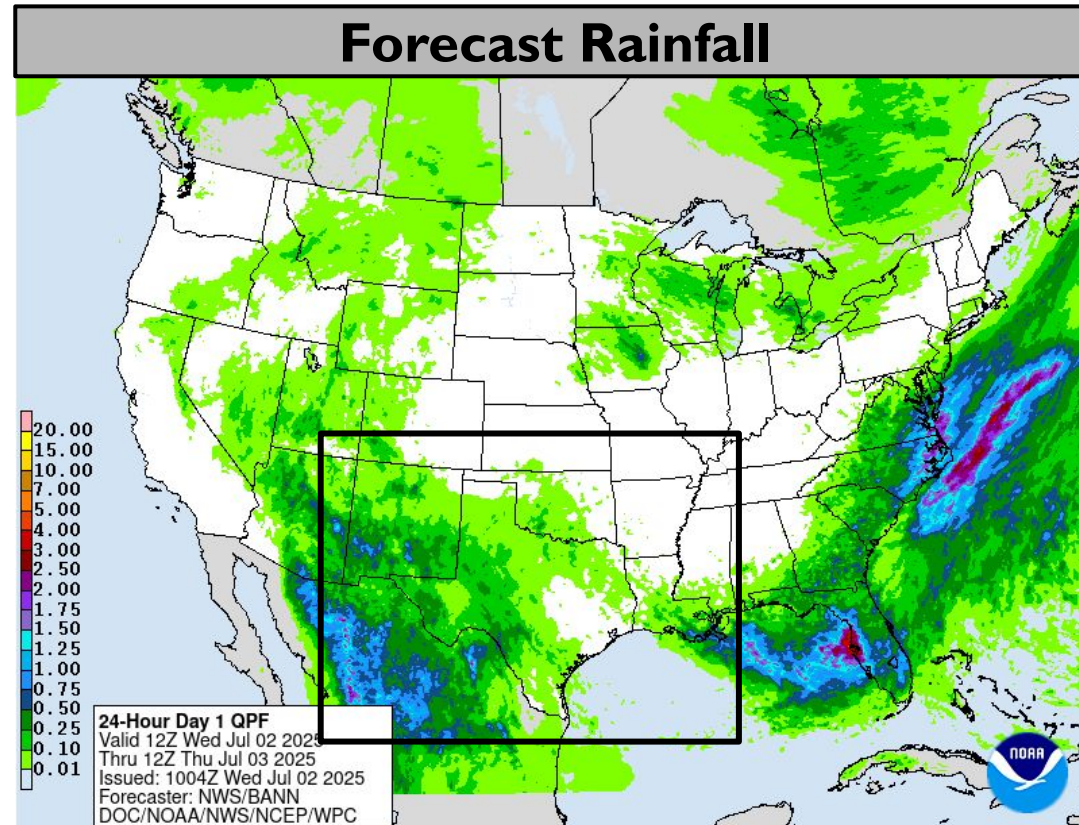 Forecast Rainfall
20.00
15.00
10.00
7.00
5.00
4.00
3.00
2.50
2.00
1.75
1.50
1.25
1.00
0.75
0.50
0.25
0.10
0.01
24-Hour Day 1 QPF
Valid 12Z Wed Jul 02 2025
Thru 12Z Thu Jul 03 2025
Issued: 1004Z Wed Jul 02 2025
Forecaster: NWS/BANN
DOC/NOAA/NWS/NCEP/WPC
NOAA